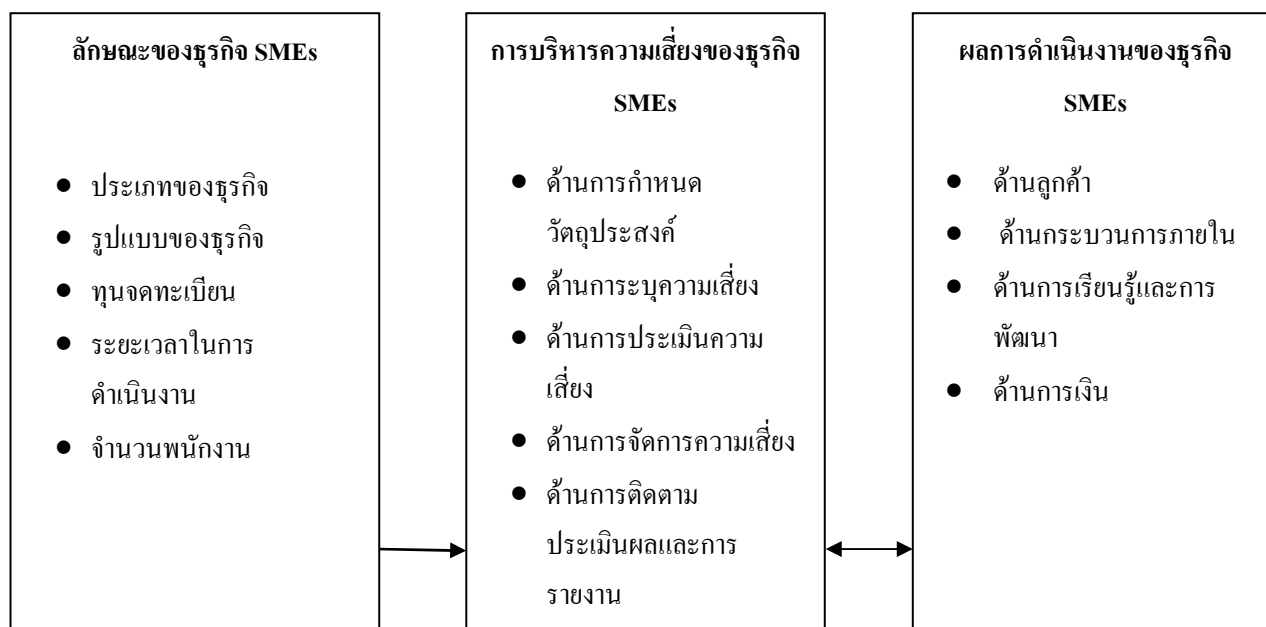 ลักษณะของธุรกิจ SMEs
● ประเภทของธุรกิจ
● รูปแบบของธุรกิจ
● ทุนจดทะเบียน
● ระยะเวลาในการ
ดำเนินงาน
● จำนวนพนักงาน
การบริหารความเสี่ยงของธุรกิจ
SMEs
● ด้านการกำหนด
วัตถุประสงค์
● ด้านาระบุความเสี่ยง
● ด้านการประเมินความ
เสี่ยง
● ด้านการจัดการความเสี่ยง
● ด้านการติดตาม
ประเมินผลและการ
รายงาน
ผลการดำเนินงานของธุรกิจ
SMEs
● ด้านลูกค้า
● ด้านกระบวนการภายใน
● ด้านการเรียนรู้และการ
พัฒนา
● ด้านการเงิน